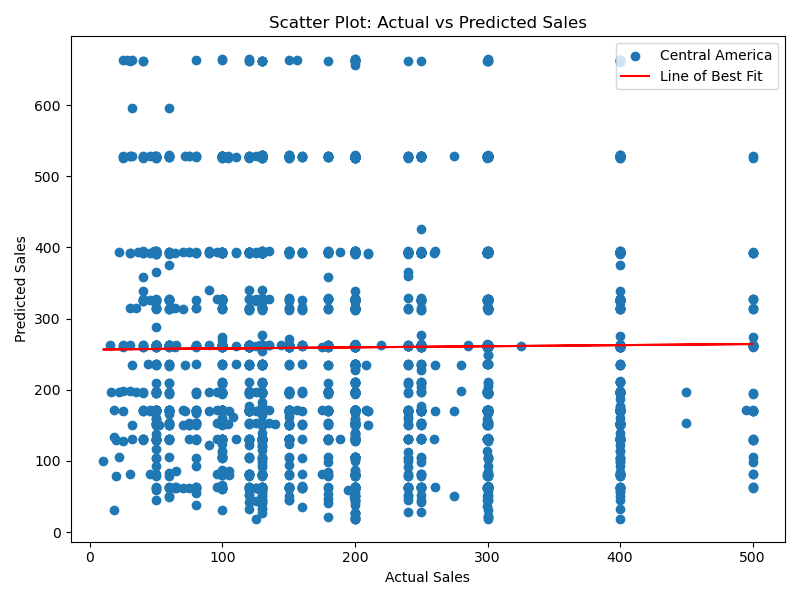 Scatter Plot: Actual vs Predicted Sales
Central America
Line of Best Fit
Predicted Sales
600
500
400
300
200
100
0
0 100 200 300 400 500
Actual Sales